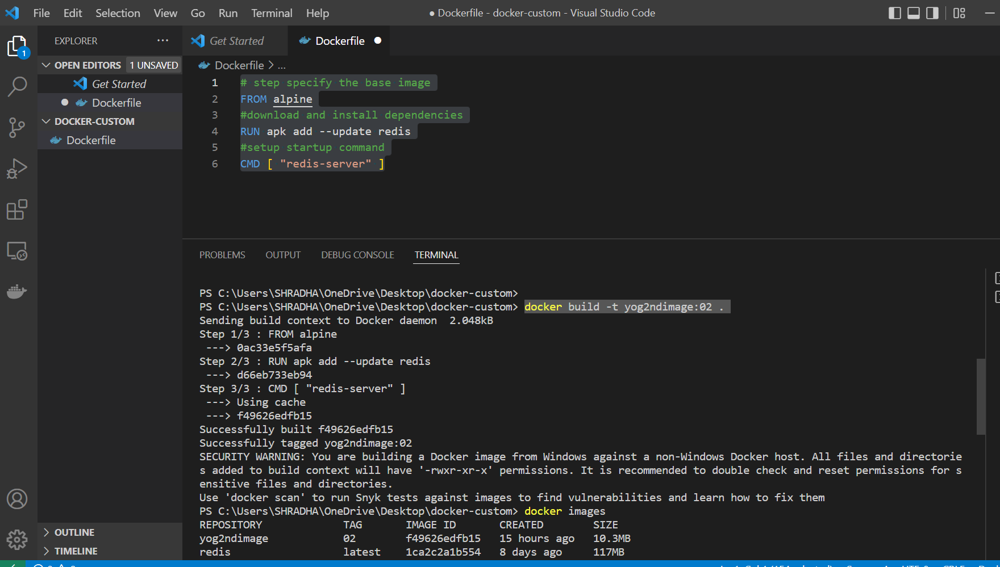 File Edit Selection View Go Run Terminal Help ● Dockerfile - docker-custom - Visual Studio Code
EXPLORER ···
Get Started
Dockerfile ●
1
OPEN EDITORS 1 UNSAVED
Get Started
● Dockerfile
DOCKER-CUSTOM
Dockerfile
Dockerfile > ...
1 # step specify the base image
2 FROM alpine
3 #download and install dependencies
4 RUN apk add --update redis
5 #setup startup command
6 CMD [ "redis-server" ]
PROBLEMS OUTPUT DEBUG CONSOLE TERMINAL
PS C:\Users\SHRADHA\OneDrive\Desktop\docker-custom>
PS C:\Users\SHRADHA\OneDrive\Desktop\docker-custom> docker build -t yog2ndimage:02 .
Sending build context to Docker daemon  2.048kB
Step 1/3 : FROM alpine
 ---> 0ac33e5f5afa
Step 2/3 : RUN apk add --update redis
 ---> d66eb733eb94
Step 3/3 : CMD [ "redis-server" ]
 ---> Using cache
 ---> f49626edfb15
Successfully built f49626edfb15
Successfully tagged yog2ndimage:02
SECURITY WARNING: You are building a Docker image from Windows against a non-Windows Docker host. All files and directorie
s added to build context will have '-rwxr-xr-x' permissions. It is recommended to double check and reset permissions for s
ensitive files and directories.
Use 'docker scan' to run Snyk tests against images to find vulnerabilities and learn how to fix them
PS C:\Users\SHRADHA\OneDrive\Desktop\docker-custom> docker images
REPOSITORY TAG IMAGE ID CREATED SIZE
yog2ndimage 02 f49626edfb15 15 hours ago 10.3MB
redis latest 1ca2c2a1b554 8 days ago 117MB
OUTLINE
TIMELINE